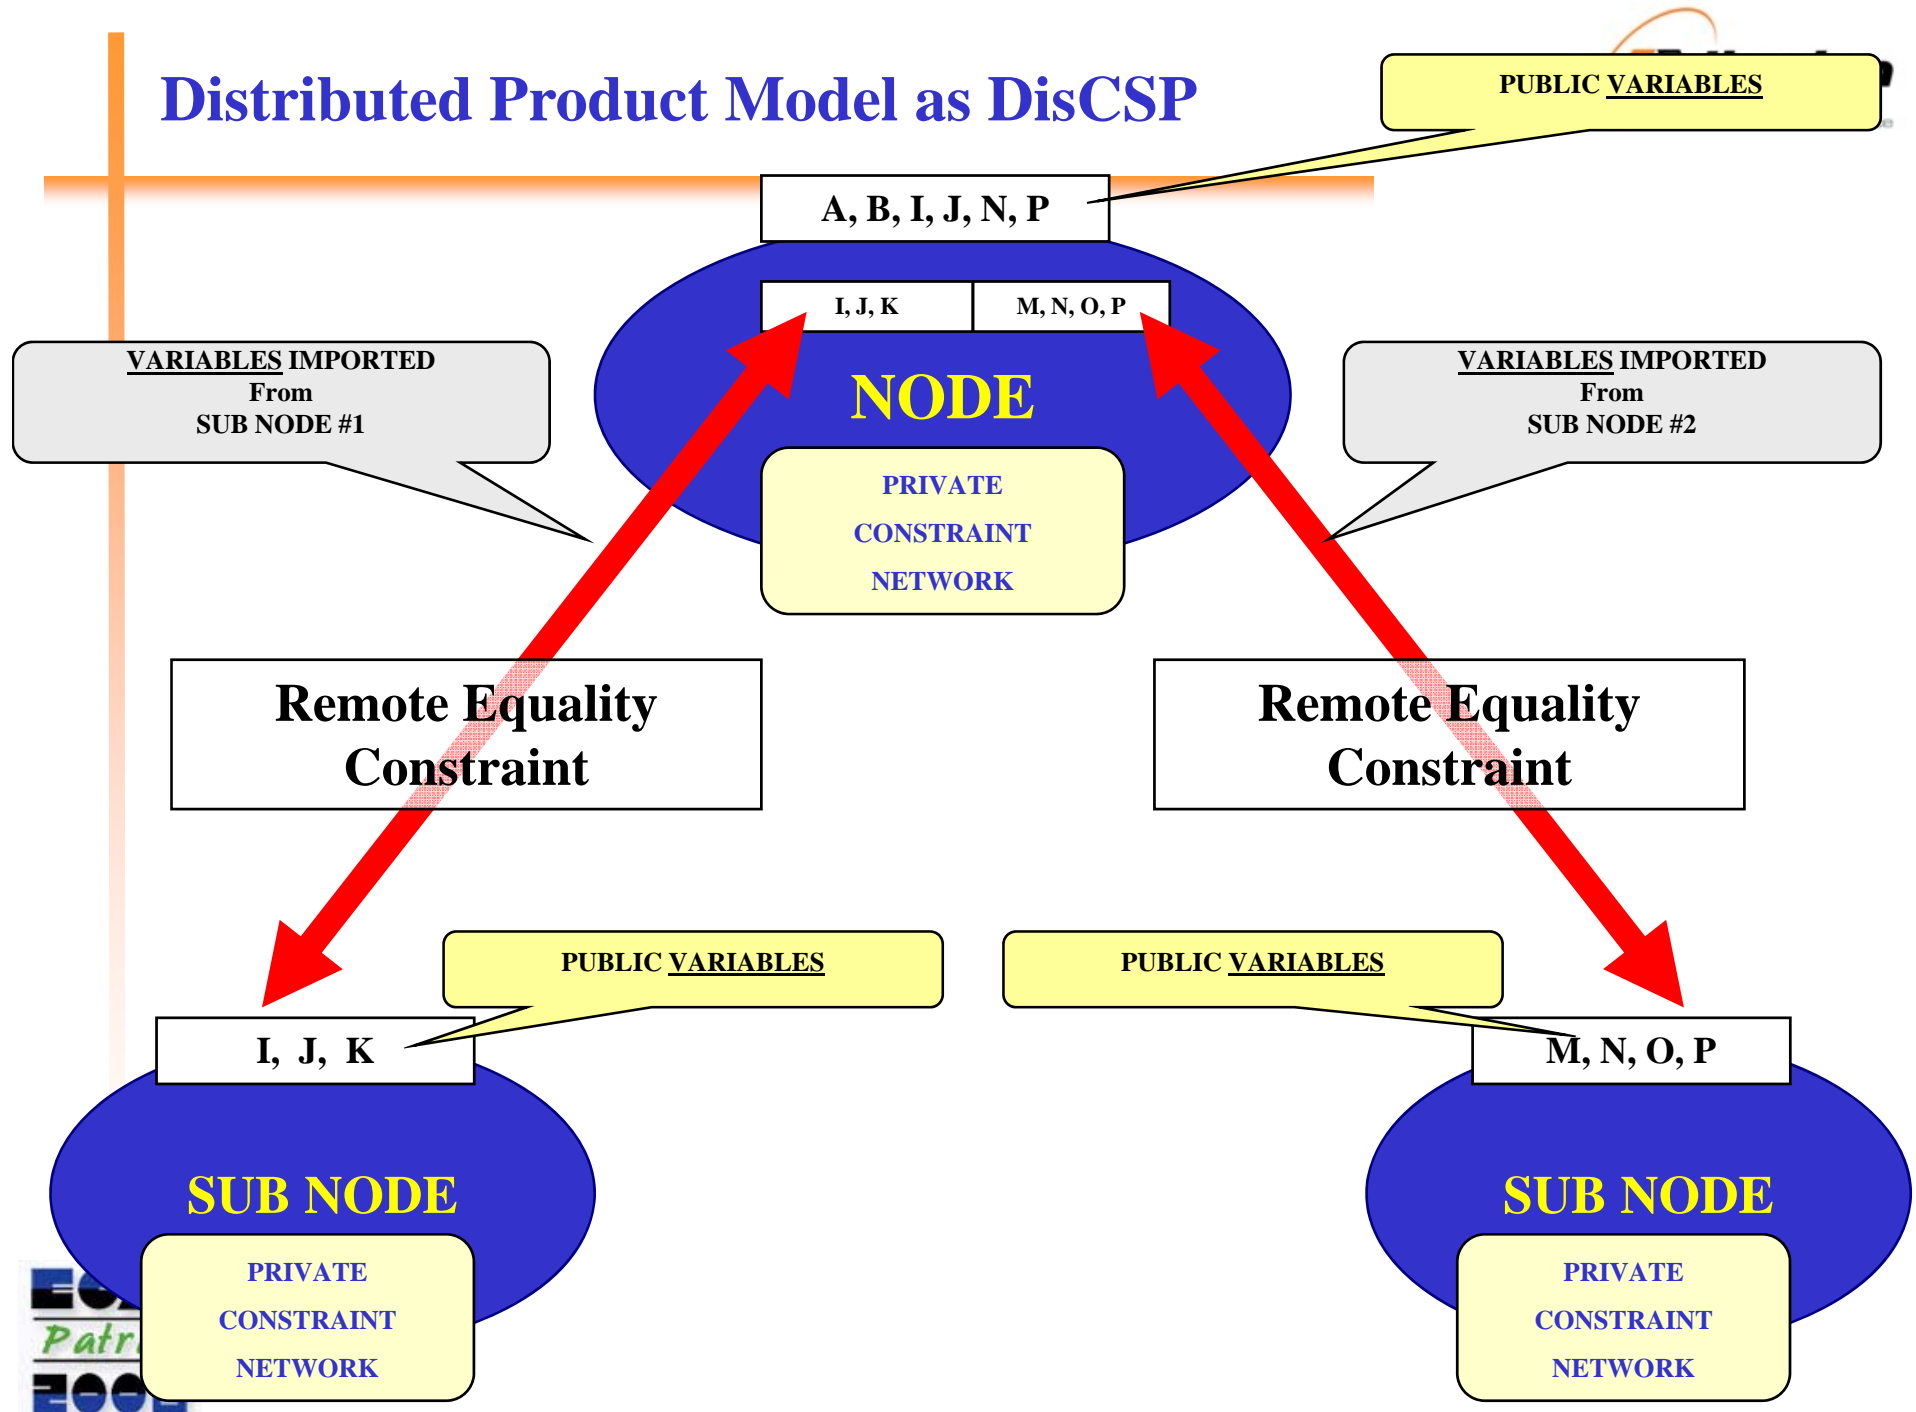 Distributed Product Model as DisCSP
PUBLIC VARIABLES
A, B, I, J, N, P
I, J, K
M, N, O, P
VARIABLES IMPORTED
From
SUB NODE #1
NODE
VARIABLES IMPORTED
From
SUB NODE #2
PRIVATE
CONSTRAINT
NETWORK
Remote Equality
Constraint
Remote Equality
Constraint
PUBLIC VARIABLES
PUBLIC VARIABLES
I, J, K
M, N, O, P
SUB NODE
SUB NODE
PRIVATE
CONSTRAINT
NETWORK
PRIVATE
CONSTRAINT
NETWORK